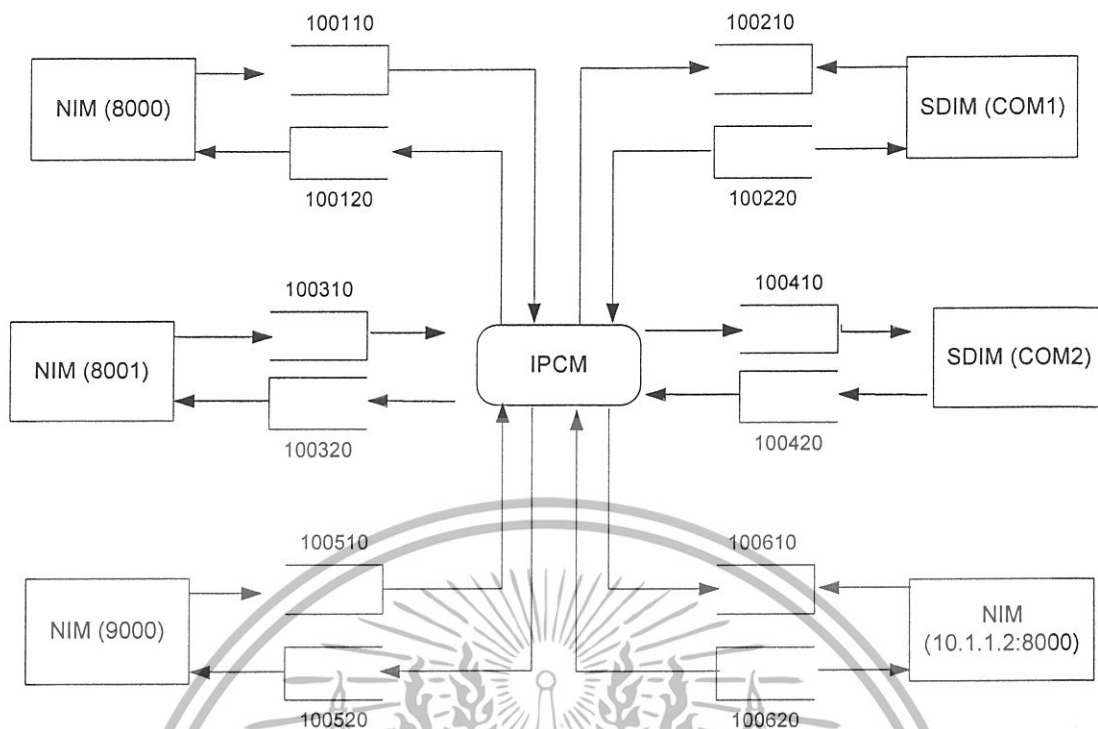 100110
100210
NIM (8000)
SDIM (COM1)
100120
100220
100310
100410
NIM (8001)
IPCM
SDIM (COM2)
100320
100420
100510
100610
NIM (9000)
NIM
(10.1.1.2:8000)
100520
100620